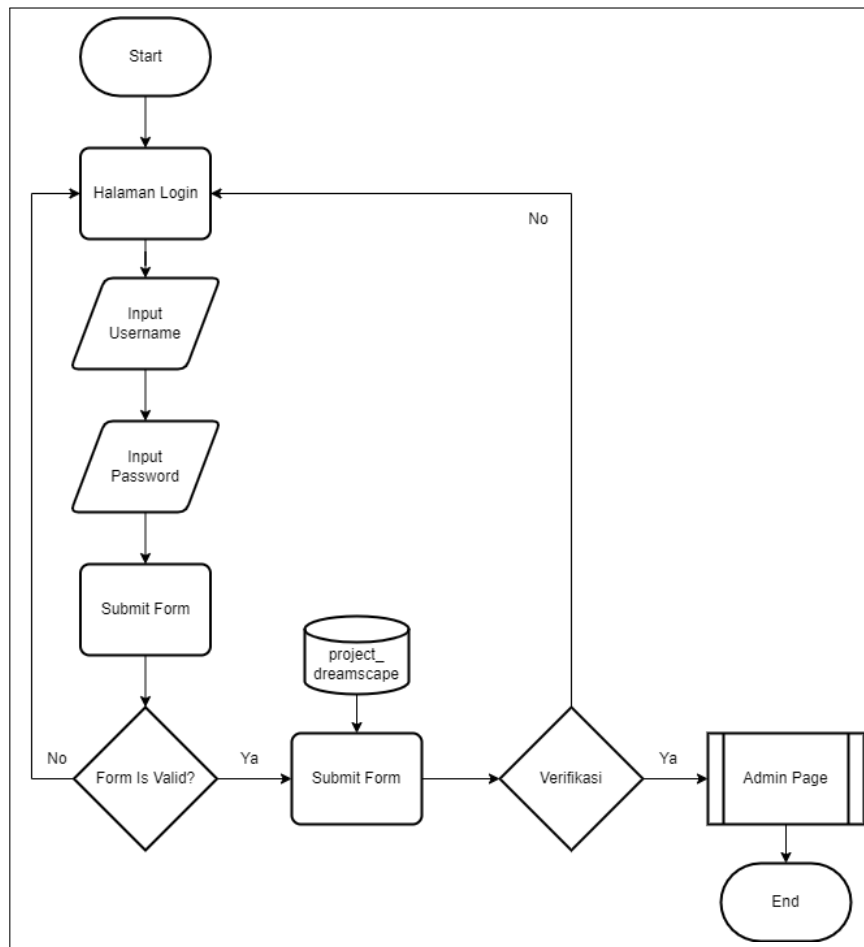 Start
Halaman Login
No
Input
Username
Input
Password
Submit Form
project_
dreamscape
No
Form Is Valid?
Ya
Submit Form
Verifikasi
Ya
Admin Page
End